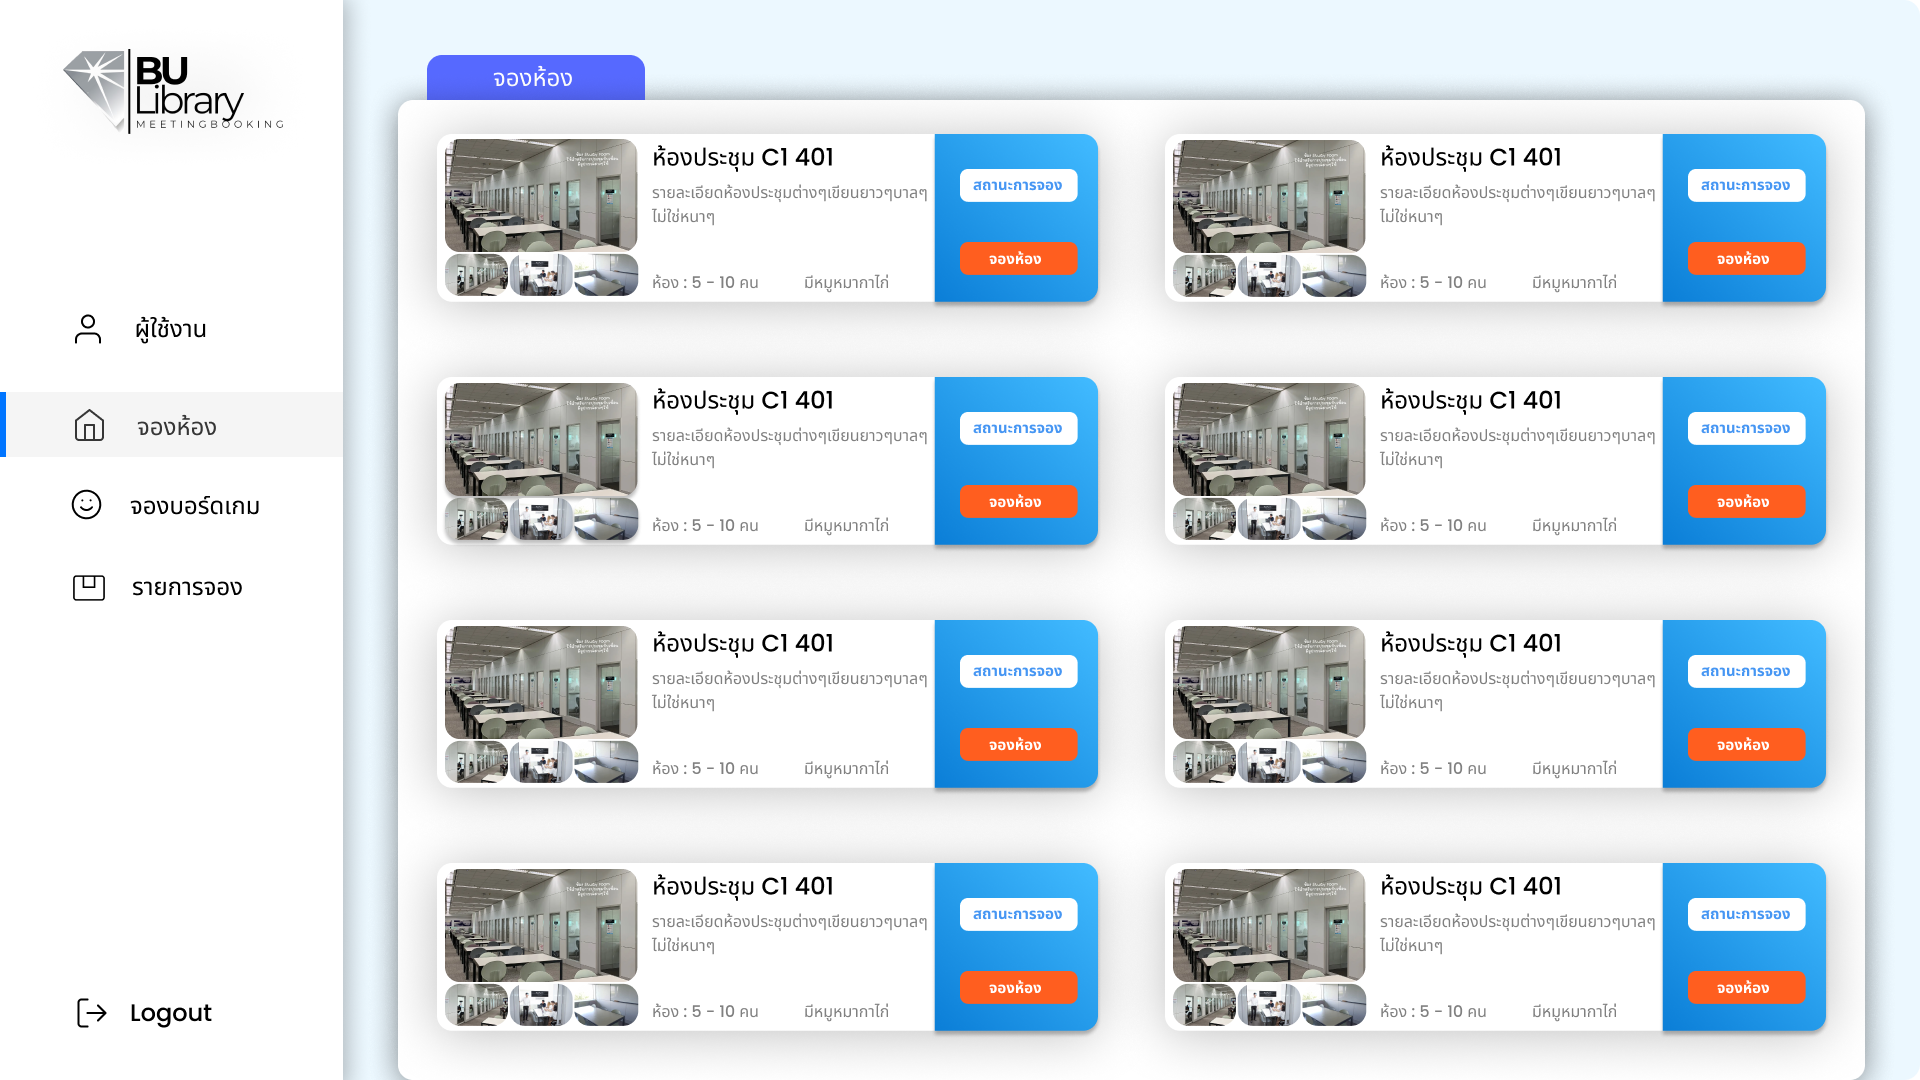 BU
Library
MEETINGBOOKING
ผู้ใช้งาน
จองห้อง
จองบอร์ดเกม
รายการจอง
Logout
จองห้อง
ห้องประชุม C1 401
รายละเอียดห้องประชุมต่างๆเขียนยาวๆบาลๆ
ไม่ใช่หนาๆ
ห้อง : 5 - 10 คน
มีหมูหมากาไก่
สถานะการจอง
จองห้อง
ห้องประชุม C1 401
รายละเอียดห้องประชุมต่างๆเขียนยาวๆบาลๆ
ไม่ใช่หนาๆ
ห้อง : 5 - 10 คน
มีหมูหมากาไก่
สถานะการจอง
จองห้อง
ห้องประชุม C1 401
รายละเอียดห้องประชุมต่างๆเขียนยาวๆบาลๆ
ไม่ใช่หนาๆ
ห้อง : 5 - 10 คน
มีหมูหมากาไก่
สถานะการจอง
จองห้อง
ห้องประชุม C1 401
รายละเอียดห้องประชุมต่างๆเขียนยาวๆบาลๆ
ไม่ใช่หนาๆ
ห้อง : 5 - 10 คน
มีหมูหมากาไก่
สถานะการจอง
จองห้อง
ห้องประชุม C1 401
รายละเอียดห้องประชุมต่างๆเขียนยาวๆบาลๆ
ไม่ใช่หนาๆ
ห้อง : 5 - 10 คน
มีหมูหมากาไก่
สถานะการจอง
จองห้อง
ห้องประชุม C1 401
รายละเอียดห้องประชุมต่างๆเขียนยาวๆบาลๆ
ไม่ใช่หนาๆ
ห้อง : 5 - 10 คน
มีหมูหมากาไก่
สถานะการจอง
จองห้อง
ห้องประชุม C1 401
รายละเอียดห้องประชุมต่างๆเขียนยาวๆบาลๆ
ไม่ใช่หนาๆ
ห้อง : 5 - 10 คน
มีหมูหมากาไก่
สถานะการจอง
จองห้อง
ห้องประชุม C1 401
รายละเอียดห้องประชุมต่างๆเขียนยาวๆบาลๆ
ไม่ใช่หนาๆ
ห้อง : 5 - 10 คน
มีหมูหมากาไก่
สถานะการจอง
จองห้อง